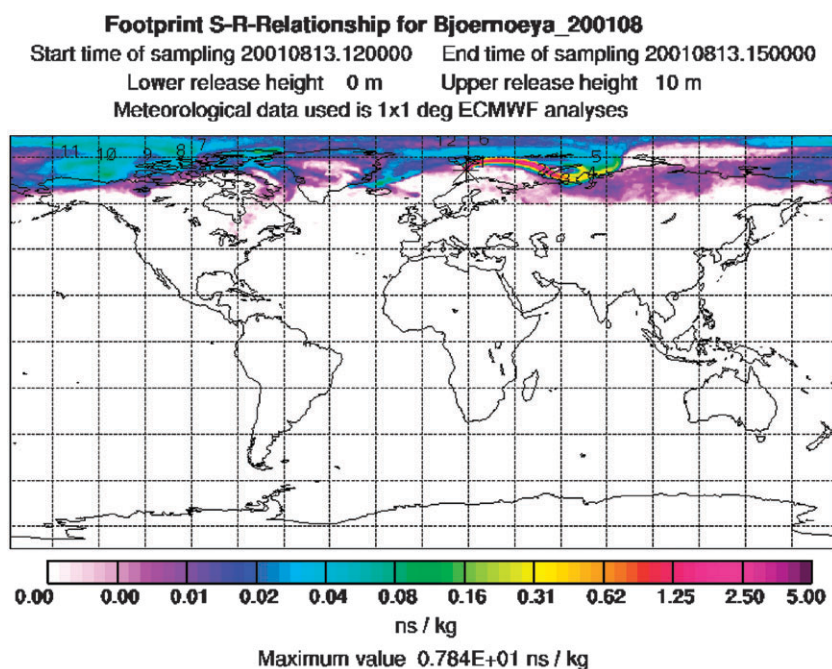 Footprint S-R-Relationship for Bjoernoeya_200108
Start time of sampling 20010813.120000 End time of sampling 20010813.150000
Lower release height 0 m Upper release height 10 m
Meteorological data used is 1x1 deg ECMWF analyses
11 10 9 8 7 12 6 5
0.00 0.00 0.01 0.02 0.04 0.08 0.16 0.31 0.62 1.25 2.50 5.00
ns / kg
Maximum value 0.784E+01 ns / kg